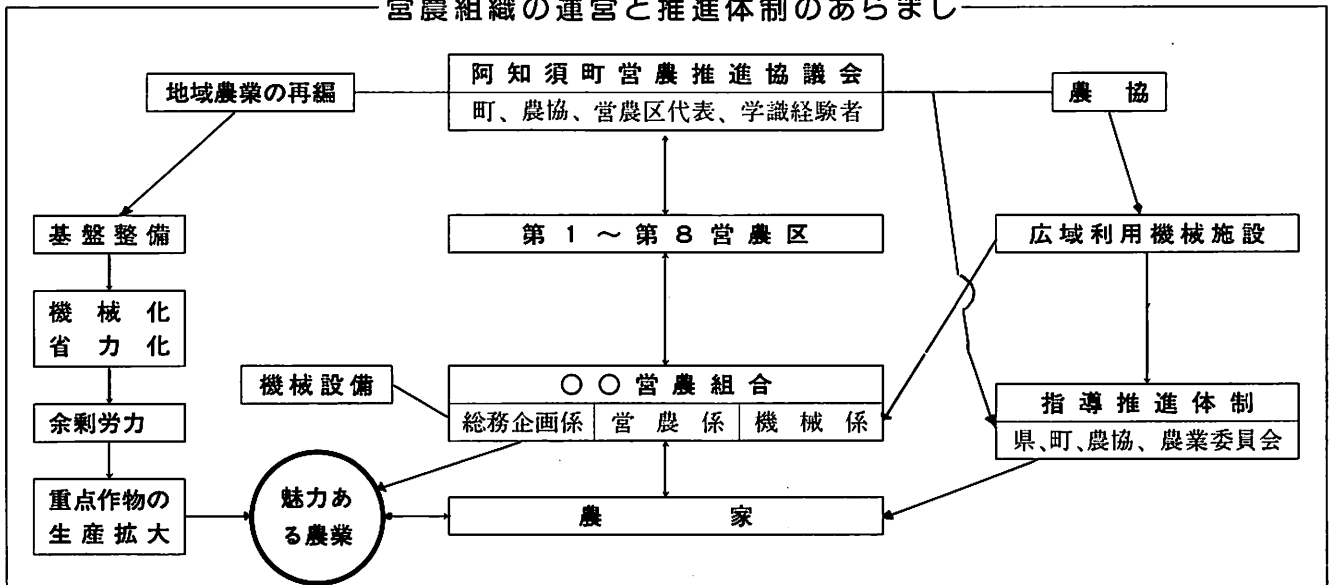 営農組織の運営と推進体制のあらまし
阿知須町営農推進協議会
町、農協、営農区代表、学識経験者
地域農業の再編
農協
基盤整備
第1～第8営農区
広域利用機械施設
機械化
省力化
機械設備
○○営農組合
総務企画係 営農係 機械係
指導推進体制
県、町、農協、農業委員会
余剰労力
重点作物の
生産拡大
魅力あ
る農業
農家